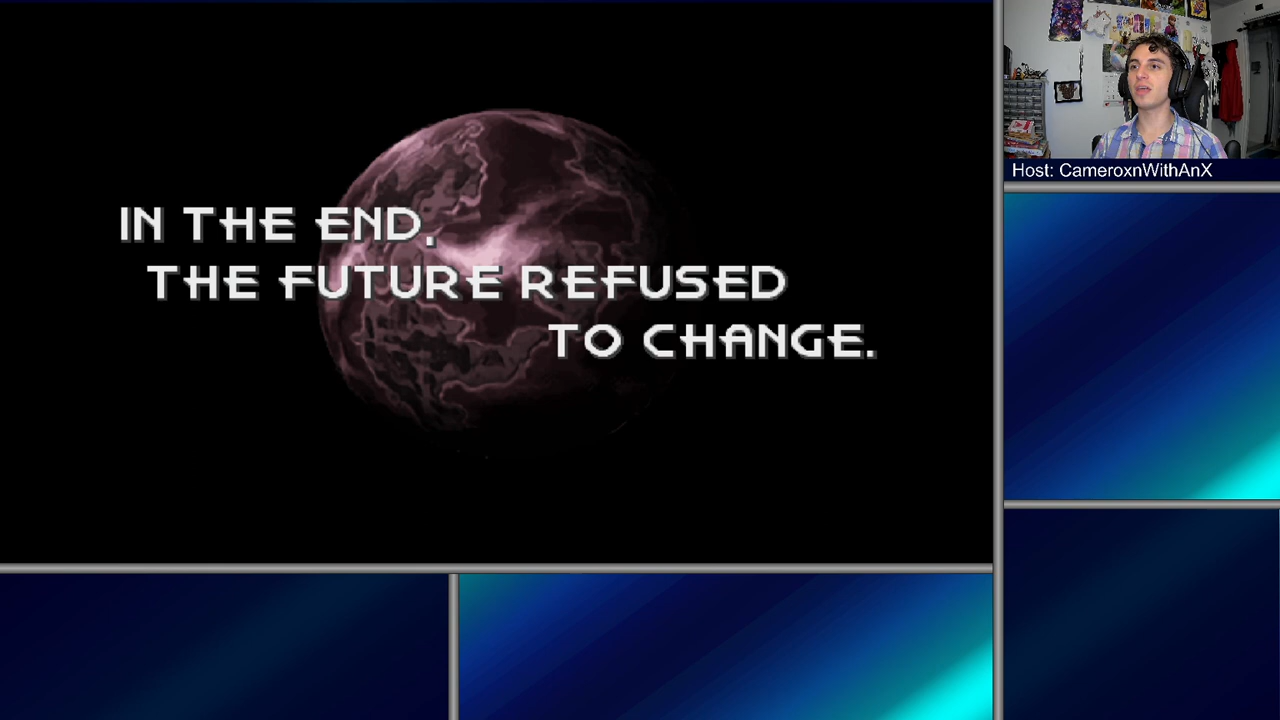 IN THE END,
THE FUTURE REFUSED
TO CHANGE.
Host: CameroxnWithAnX